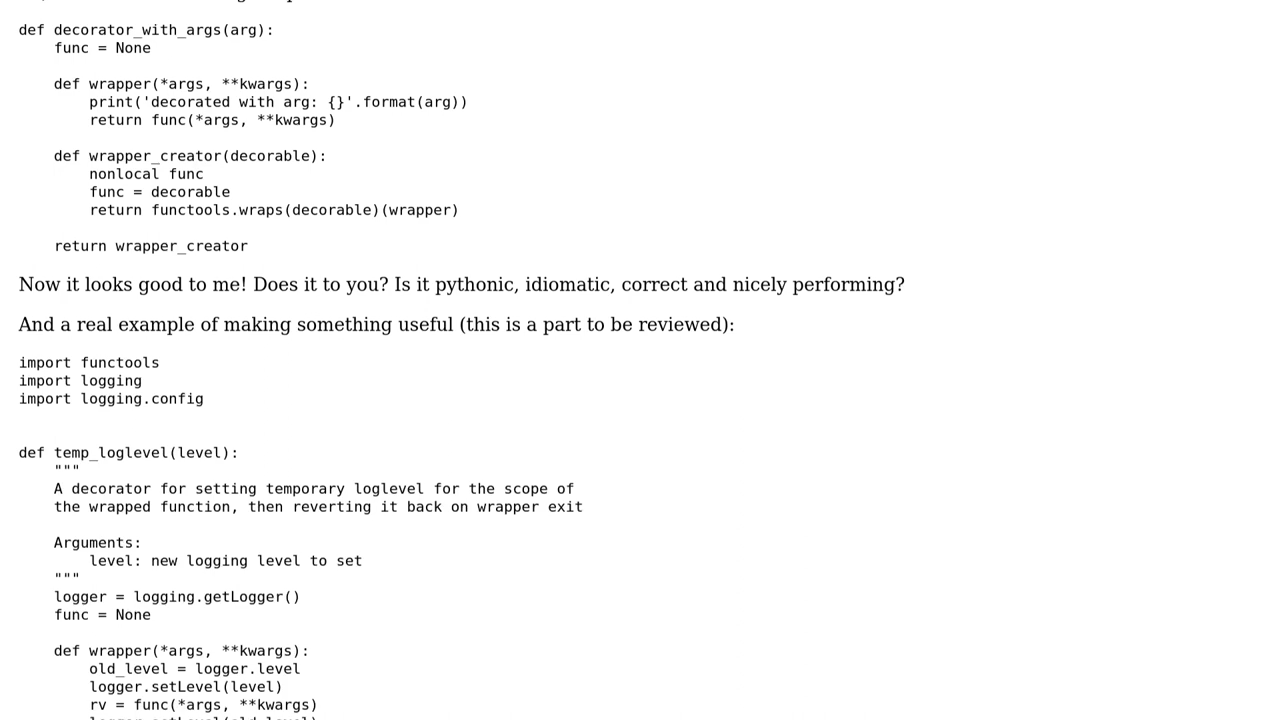 def decorator_with_args(arg):
    func = None

    def wrapper(*args, **kwargs):
        print('decorated with arg: {}'.format(arg))
        return func(*args, **kwargs)

    def wrapper_creator(decorable):
        nonlocal func
        func = decorable
        return functools.wraps(decorable)(wrapper)

    return wrapper_creator
Now it looks good to me! Does it to you? Is it pythonic, idiomatic, correct and nicely performing?
And a real example of making something useful (this is a part to be reviewed):
import functools
import logging
import logging.config


def temp_loglevel(level):
    """
    A decorator for setting temporary loglevel for the scope of
    the wrapped function, then reverting it back on wrapper exit

    Arguments:
        level: new logging level to set
    """
    logger = logging.getLogger()
    func = None

    def wrapper(*args, **kwargs):
        old_level = logger.level
        logger.setLevel(level)
        rv = func(*args, **kwargs)